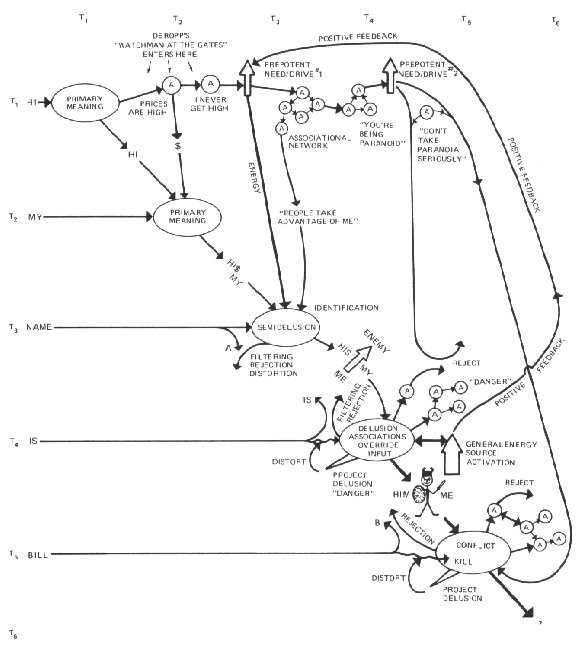 T1
T2
T3
T4
T5
T6
DE ROPP'S
"WATCHMAN AT THE GATES"
ENTERS HERE
POSITIVE FEEDBACK
PREPOTENT
NEED/DRIVE #1
PREPOTENT
NEED/DRIVE #2
T1 HI
PRIMARY
MEANING
A
PRICES
ARE HIGH
A
I NEVER
GET HIGH
A
A
A
A
A
ASSOCIATIONAL
NETWORK
A
A
A
"YOU'RE
BEING
PARANOID"
A
"DON'T
TAKE
PARANOIA
SERIOUSLY"
POSITIVE FEEDBACK
HI
$
ENERGY
T2 MY
PRIMARY
MEANING
"PEOPLE TAKE
ADVANTAGE OF ME"
HI$
MY
IDENTIFICATION
T3 NAME
SEMIDELUSION
A
FILTERING
REJECTION
DISTORTION
HIS
MY
ME
ENEMY
REJECT
POSITIVE FEEDBACK
IS
FILTERING
REJECTION
A
A
A
"DANGER"
A
A
T4 IS
DELUSION
ASSOCIATIONS
OVERRIDE
INPUT
GENERAL ENERGY
SOURCE:
ACTIVATION
DISTORT
PROJECT
DELUSION
"DANGER"
HIM
ME
REJECT
B
REJECTION
A
A
A
A
A
T5 BILL
CONFLICT
KILL
DISTORT
PROJECT
DELUSION
?
T6